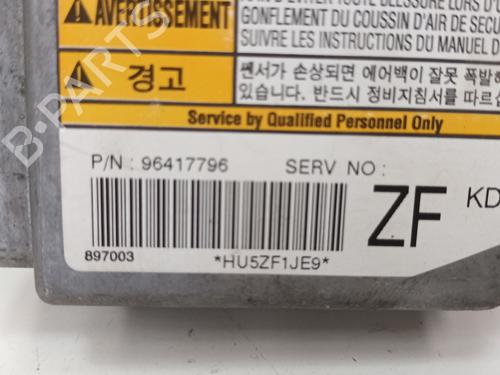 AVERTISSEMENT
GONFLEMENT DU COUSSIN D'AIR DE SECU
SUIVRE LES INSTRUCTIONS DU MANUEL D'
경고
쎈서가 손상되면 에어백이 잘못 폭발
있습니다. 반드시 정비지침서를 따르
Service by Qualified Personnel Only
P/N : 96417796 SERV NO :
ZF KD
897003
*HU5ZF1JE9*
B-PARTS